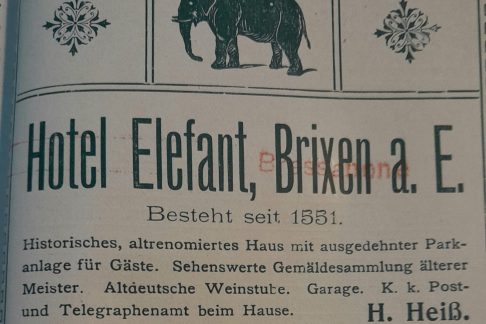 Hotel Elefant, Brixen a. E.
Bressanone
Besteht seit 1551.
Historisches, altrenomiertes Haus mit ausgedehnter Park-
anlage für Gäste. Sehenswerte Gemäldesammlung älterer
Meister. Altdeutsche Weinstube. Garage. K. k. Post-
und Telegraphenamt beim Hause. H. Heiß.